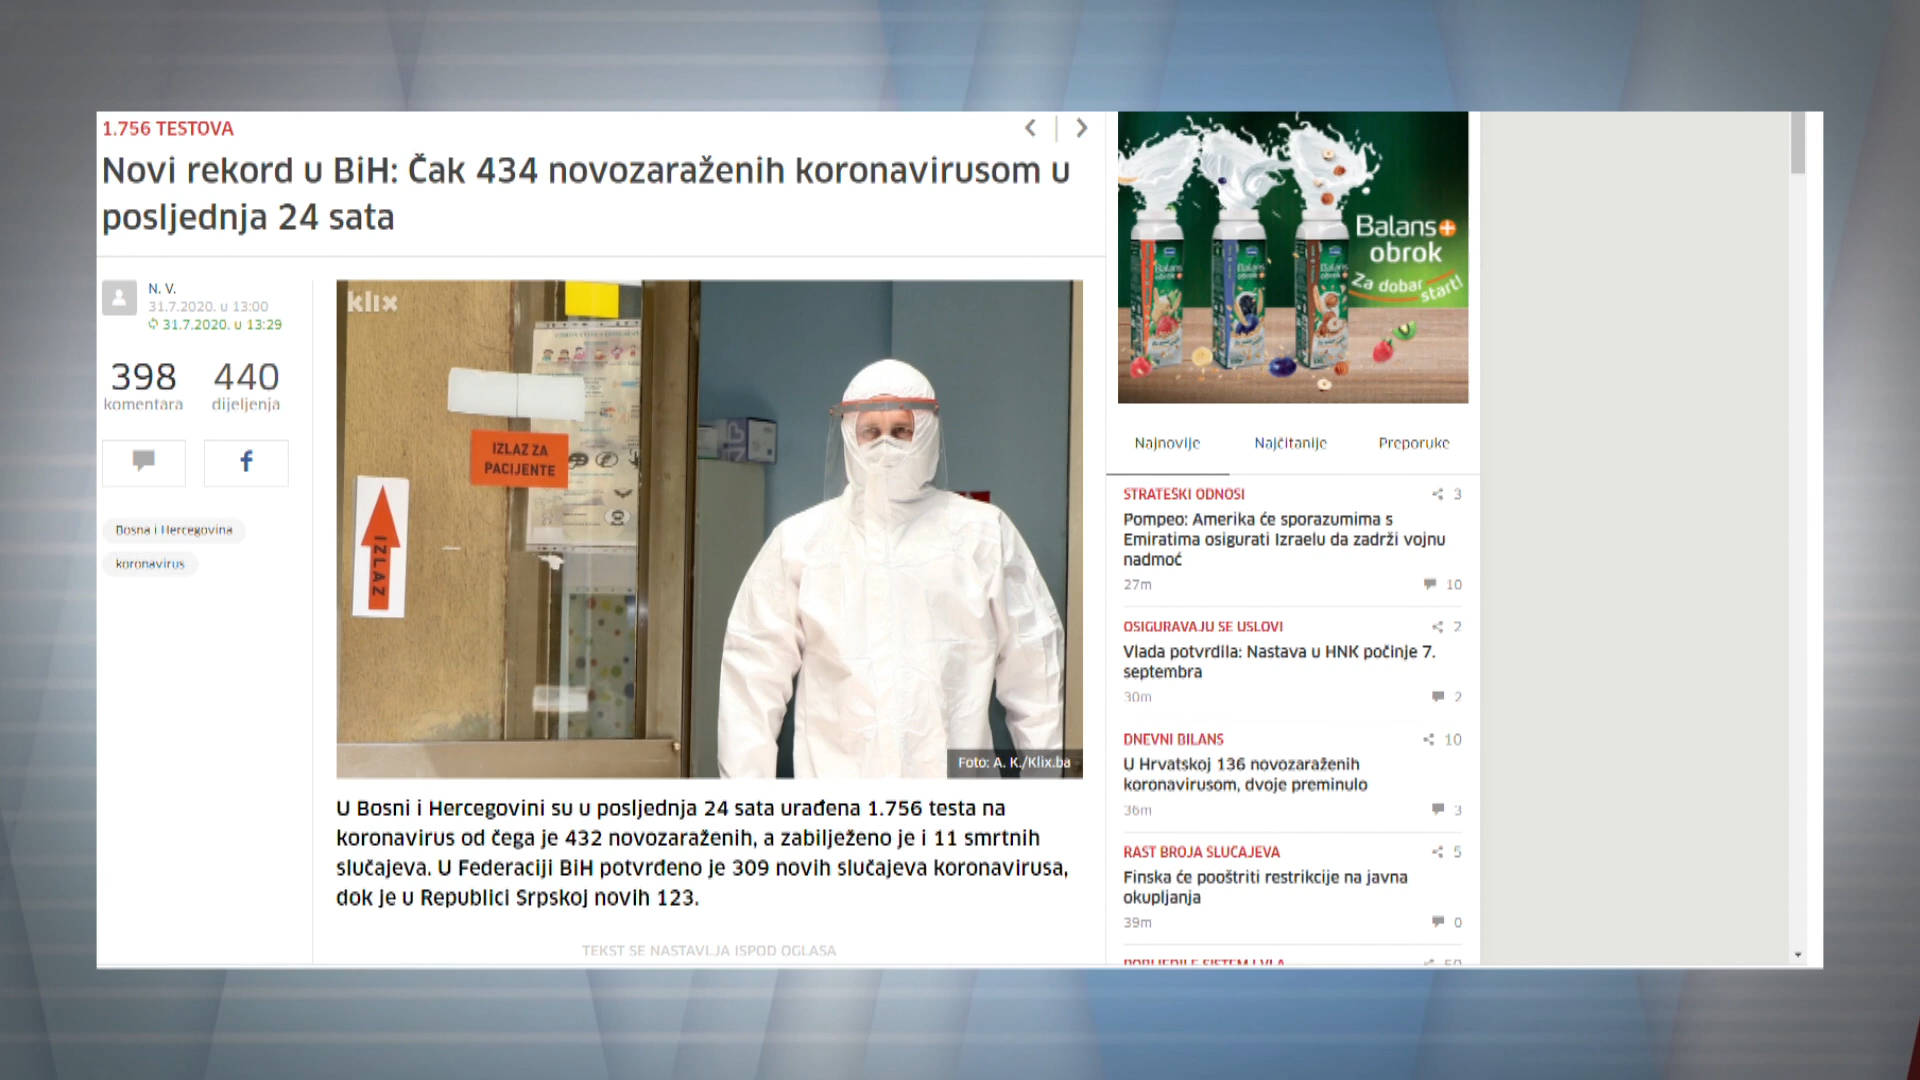 1.756 TESTOVA
Novi rekord u BiH: Čak 434 novozaraženih koronavirusom u
posljednja 24 sata
N. V.
31.7.2020. u 13:00
31.7.2020. u 13:29
398
komentara
440
dijeljenja
Bosna i Hercegovina
koronavirus
klix
IZLAZ ZA
PACIJENTE
IZLAZ
Foto: A. K./Klix.ba
U Bosni i Hercegovini su u posljednja 24 sata urađena 1.756 testa na
koronavirus od čega je 432 novozaraženih, a zabilježeno je i 11 smrtnih
slučajeva. U Federaciji BiH potvrđeno je 309 novih slučajeva koronavirusa,
dok je u Republici Srpskoj novih 123.
TEKST SE NASTAVLJA ISPOD OGLASA
Balans+
obrok
Za dobar
start!
Najnovije
Najčitanije
Preporuke
STRATEŠKI ODNOSI
3
Pompeo: Amerika će sporazumima s
Emiratima osigurati Izraelu da zadrži vojnu
nadmoć
27m
10
OSIGURAVAJU SE USLOVI
2
Vlada potvrdila: Nastava u HNK počinje 7.
septembra
30m
2
DNEVNI BILANS
10
U Hrvatskoj 136 novozaraženih
koronavirusom, dvoje preminulo
36m
3
RAST BROJA SLUČAJEVA
5
Finska će pooštriti restrikcije na javna
okupljanja
39m
0